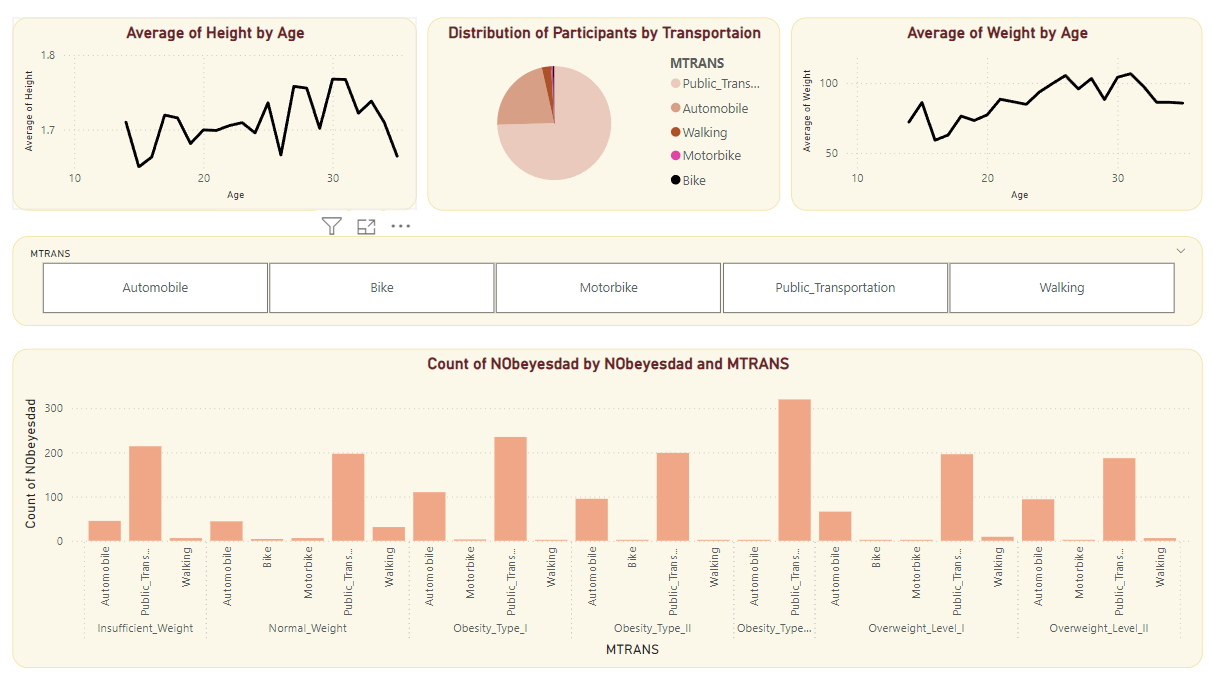 Average of Height by Age
1.8
1.7
Average of Height
10
20
30
Age
Distribution of Participants by Transportaion
MTRANS
Public_Trans...
Automobile
Walking
Motorbike
Bike
Average of Weight by Age
100
50
Average of Weight
10
20
30
Age
MTRANS
Automobile
Bike
Motorbike
Public_Transportation
Walking
Count of NObeyesdad by NObeyesdad and MTRANS
Count of NObeyesdad
300
200
100
0
Automobile
Public_Trans...
Walking
Automobile
Bike
Motorbike
Public_Trans...
Walking
Automobile
Motorbike
Public_Trans...
Walking
Automobile
Bike
Public_Trans...
Walking
Automobile
Public_Trans...
Automobile
Bike
Motorbike
Public_Trans...
Walking
Automobile
Motorbike
Public_Trans...
Walking
Insufficient_Weight
Normal_Weight
Obesity_Type_I
Obesity_Type_II
Obesity_Type...
Overweight_Level_I
Overweight_Level_II
MTRANS